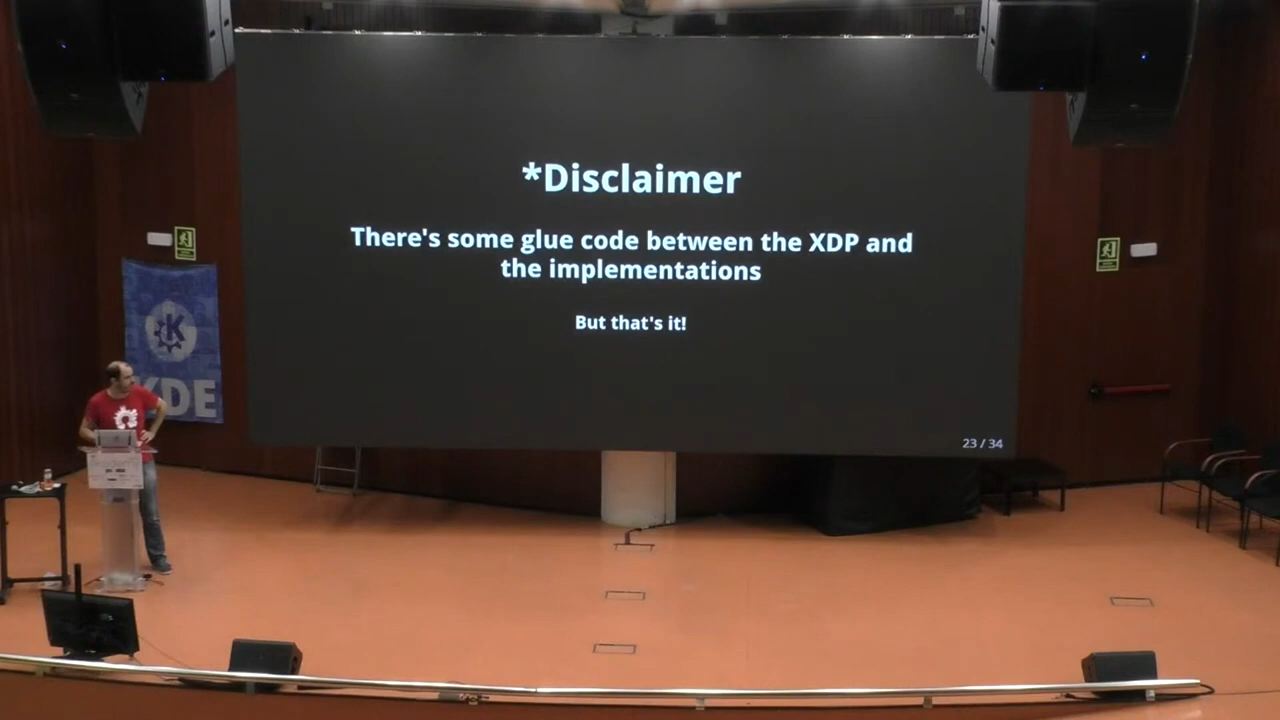 *Disclaimer
There's some glue code between the XDP and
the implementations
But that's it!
23 / 34
KDE